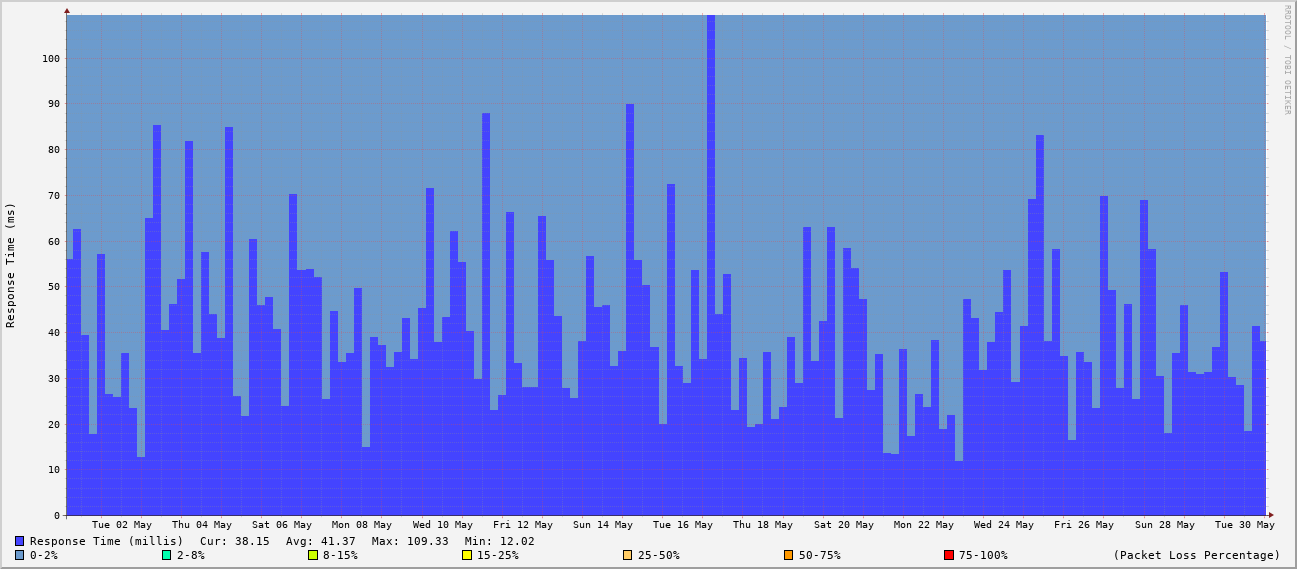 RRDTOOL / TOBI OETIKER
Response Time (ms)
100
90
80
70
60
50
40
30
20
10
0
Tue 02 May Thu 04 May Sat 06 May Mon 08 May Wed 10 May Fri 12 May Sun 14 May Tue 16 May Thu 18 May Sat 20 May Mon 22 May Wed 24 May Fri 26 May Sun 28 May Tue 30 May
Response Time (millis) Cur: 38.15 Avg: 41.37 Max: 109.33 Min: 12.02
0-2% 2-8% 8-15% 15-25% 25-50% 50-75% 75-100% (Packet Loss Percentage)